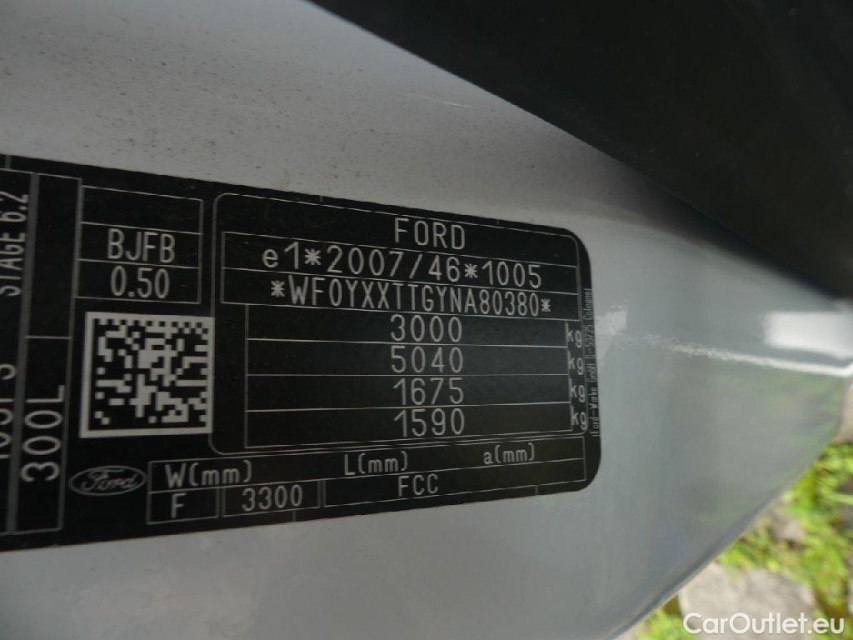 STAGE 6.2
300L
BJFB
0.50
FORD
e1*2007/46*1005
*WF0YXXTTGYNA80380*
3000 kg
5040 kg
1675 kg
1590 kg
Ford
W(mm) L(mm) a(mm)
F 3300 FCC
CarOutlet.eu